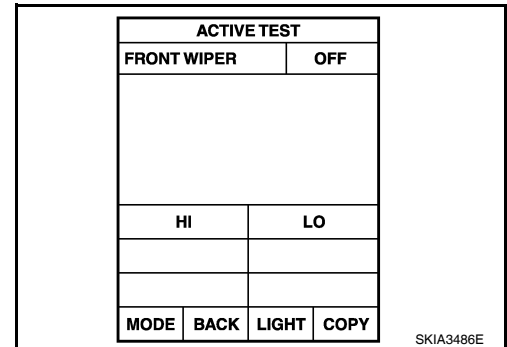 ACTIVE TEST
FRONT WIPER OFF
HI LO
MODE BACK LIGHT COPY
SKIA3486E